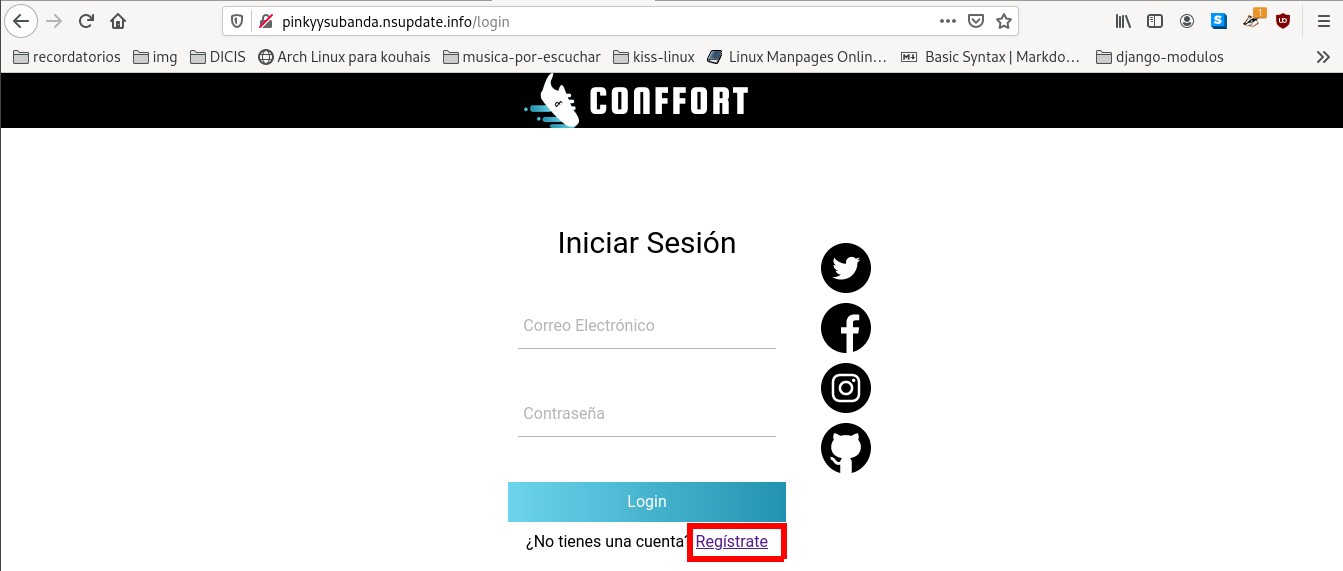 pinkyysubanda.nsupdate.info/login
1
recordatorios img DICIS Arch Linux para kouhais musica-por-escuchar kiss-linux Linux Manpages Onlin... Basic Syntax | Markdo... django-modulos
CONFFORT
Iniciar Sesión
Correo Electrónico
Contraseña
Login
¿No tienes una cuenta? Regístrate